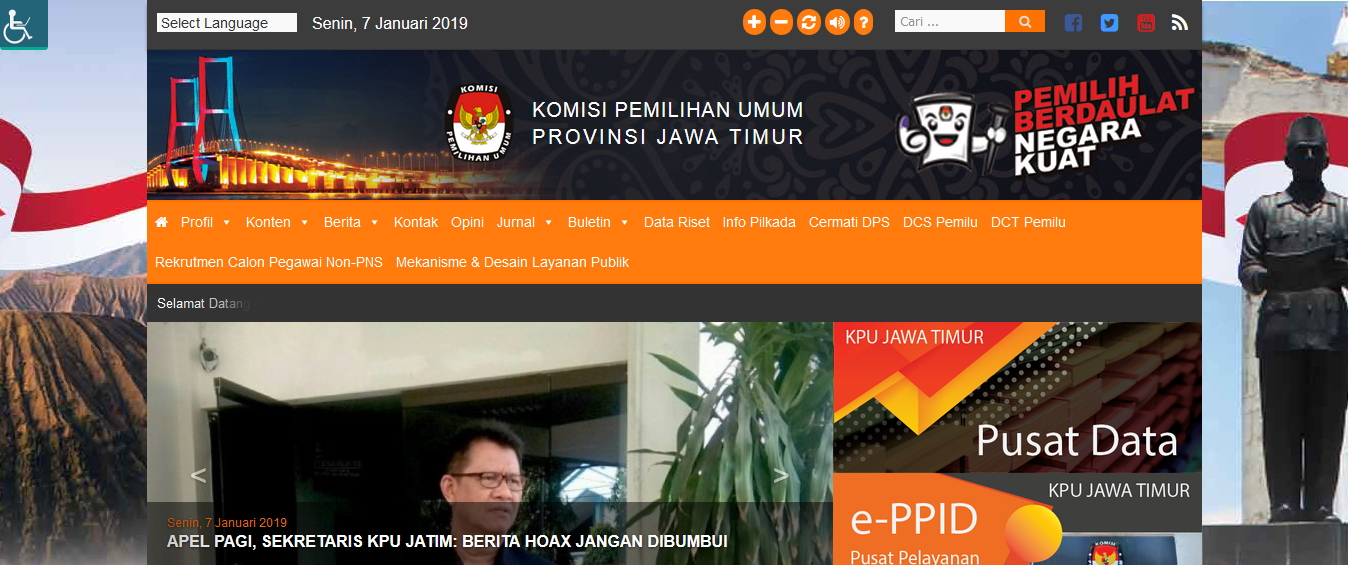 Select Language
Senin, 7 Januari 2019
Cari ...
KOMISI
PEMILIHAN UMUM
KOMISI PEMILIHAN UMUM
PROVINSI JAWA TIMUR
PEMILIH
BERDAULAT
NEGARA
KUAT
Profil Konten Berita Kontak Opini Jurnal Buletin Data Riset Info Pilkada Cermati DPS DCS Pemilu DCT Pemilu
Rekrutmen Calon Pegawai Non-PNS Mekanisme & Desain Layanan Publik
Selamat Datang
Senin, 7 Januari 2019
APEL PAGI, SEKRETARIS KPU JATIM: BERITA HOAX JANGAN DIBUMBUI
KPU JAWA TIMUR
Pusat Data
KPU JAWA TIMUR
e-PPID
Pusat Pelayanan
KOMISI